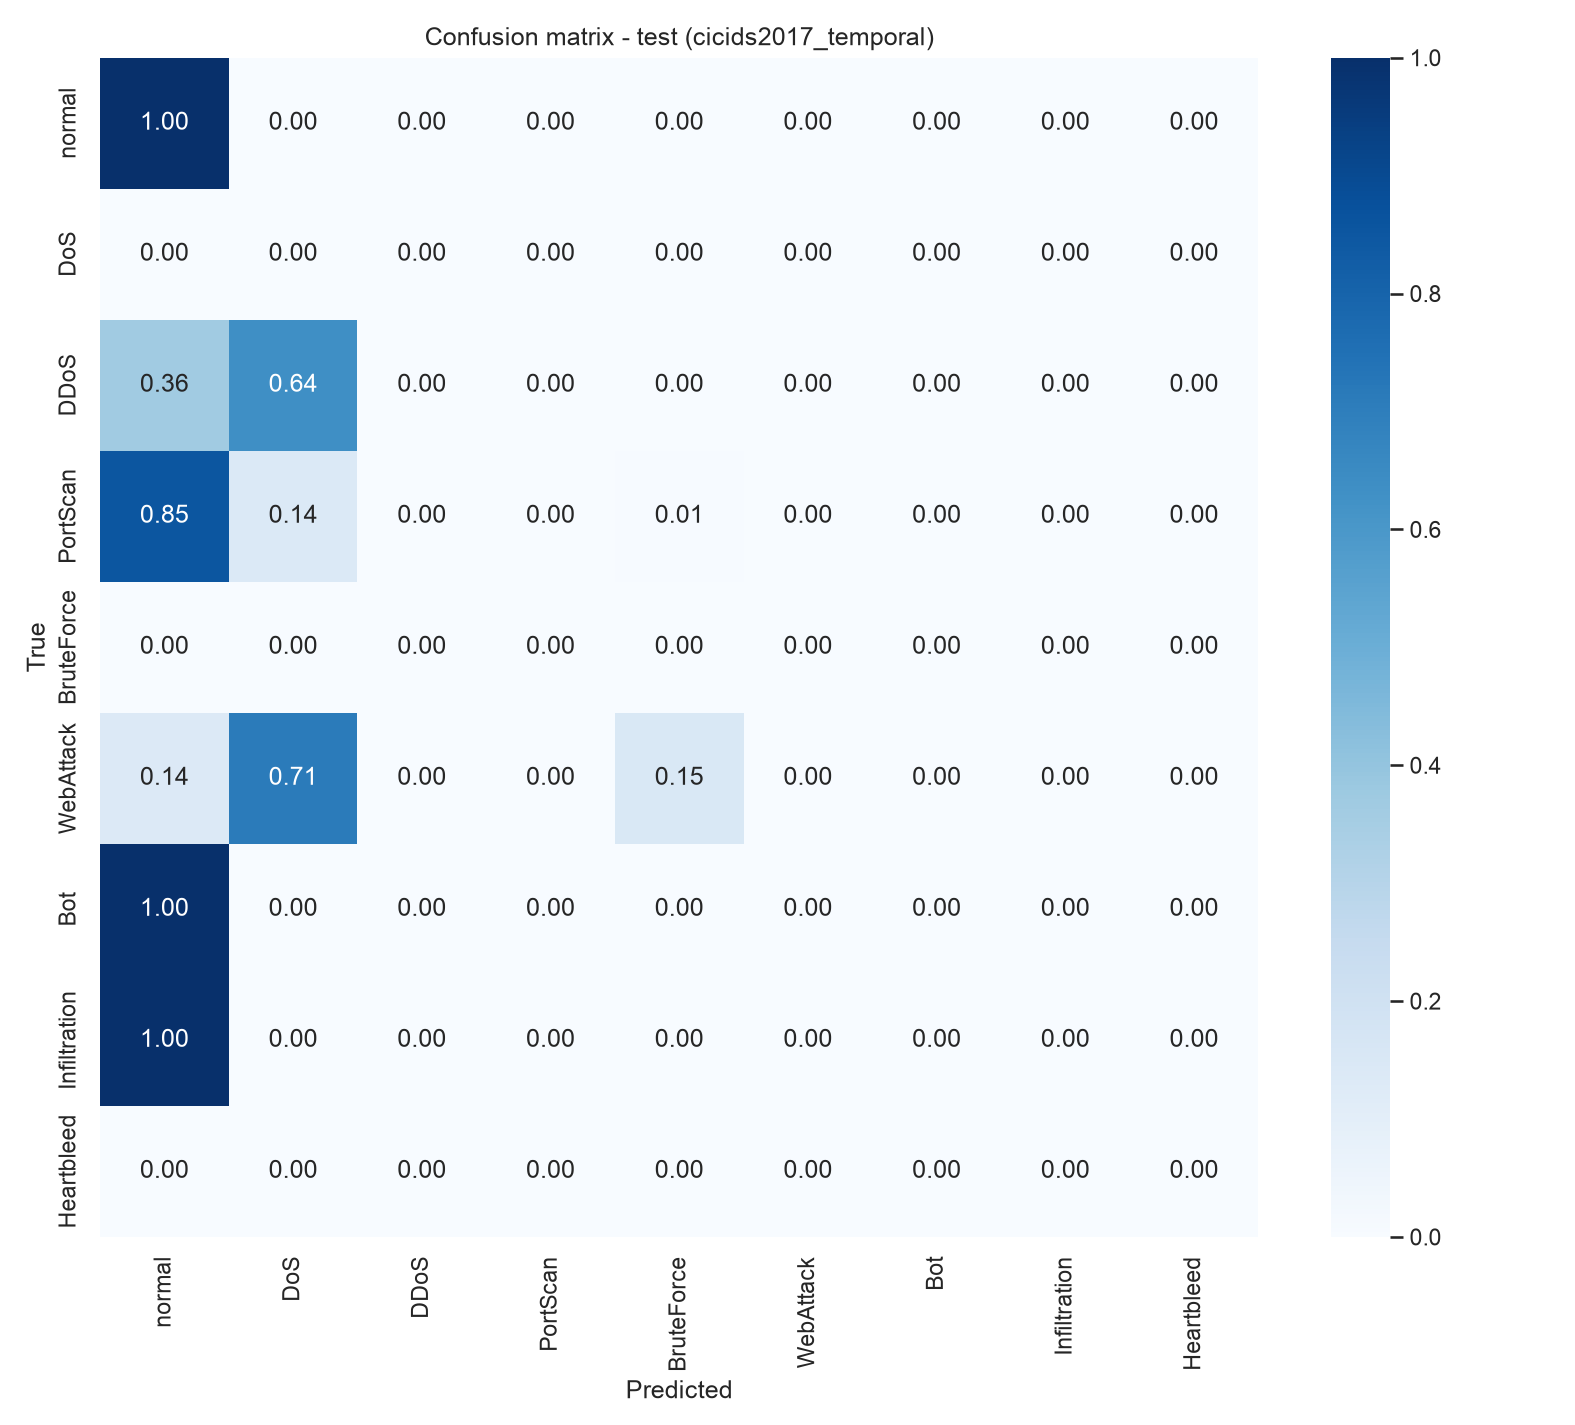 Confusion matrix - test (cicids2017_temporal)
normal 1.00 0.00 0.00 0.00 0.00 0.00 0.00 0.00 0.00
DoS 0.00 0.00 0.00 0.00 0.00 0.00 0.00 0.00 0.00
DDoS 0.36 0.64 0.00 0.00 0.00 0.00 0.00 0.00 0.00
PortScan 0.85 0.14 0.00 0.00 0.01 0.00 0.00 0.00 0.00
BruteForce 0.00 0.00 0.00 0.00 0.00 0.00 0.00 0.00 0.00
WebAttack 0.14 0.71 0.00 0.00 0.15 0.00 0.00 0.00 0.00
Bot 1.00 0.00 0.00 0.00 0.00 0.00 0.00 0.00 0.00
Infiltration 1.00 0.00 0.00 0.00 0.00 0.00 0.00 0.00 0.00
Heartbleed 0.00 0.00 0.00 0.00 0.00 0.00 0.00 0.00 0.00
True
normal DoS DDoS PortScan BruteForce WebAttack Bot Infiltration Heartbleed
Predicted
1.0
0.8
0.6
0.4
0.2
0.0